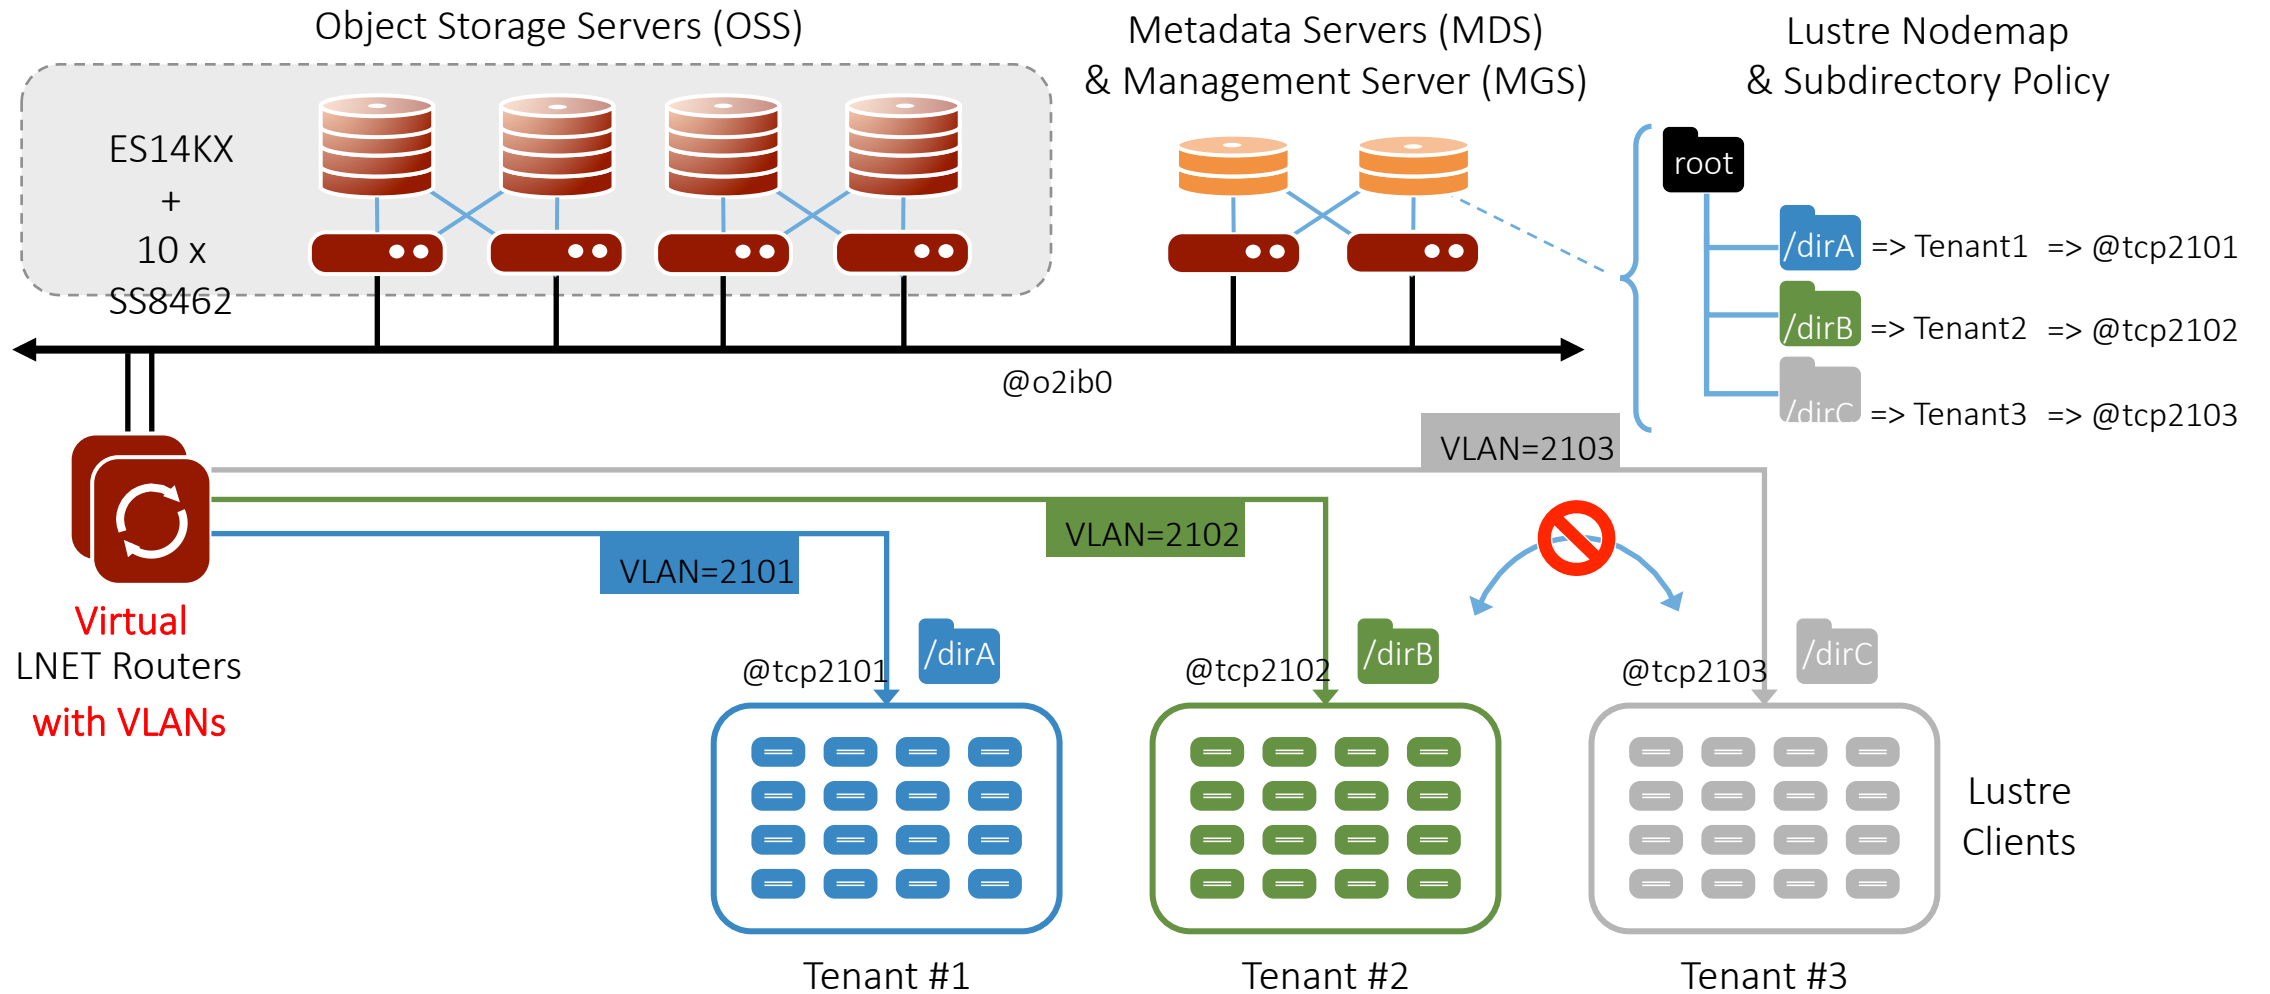 Object Storage Servers (OSS)
Metadata Servers (MDS)
& Management Server (MGS)
Lustre Nodemap
& Subdirectory Policy
ES14KX
+
10 x
SS8462
root
/dirA => Tenant1 => @tcp2101
/dirB => Tenant2 => @tcp2102
/dirC => Tenant3 => @tcp2103
@o2ib0
VLAN=2103
VLAN=2102
VLAN=2101
Virtual
LNET Routers
with VLANs
@tcp2101
/dirA
@tcp2102
/dirB
@tcp2103
/dirC
Lustre
Clients
Tenant #1
Tenant #2
Tenant #3